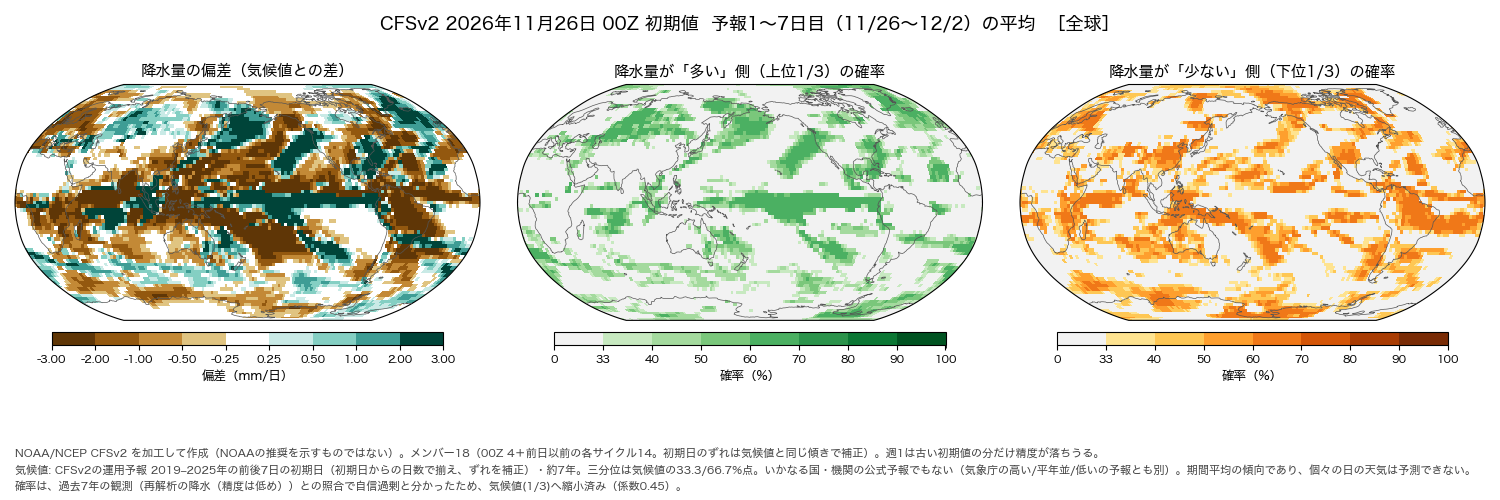 CFSv2 2026年11月26日 00Z 初期値 予報1～7日目（11/26～12/2）の平均 ［全球］
降水量の偏差（気候値との差）
降水量が「多い」側（上位1/3）の確率
降水量が「少ない」側（下位1/3）の確率
-3.00 -2.00 -1.00 -0.50 -0.25 0.25 0.50 1.00 2.00 3.00
偏差（mm/日）
0 33 40 50 60 70 80 90 100
確率（%）
0 33 40 50 60 70 80 90 100
確率（%）
NOAA/NCEP CFSv2 を加工して作成（NOAAの推奨を示すものではない）。メンバー18（00Z 4＋前日以前の各サイクル14。初期日のずれは気候値と同じ傾きで補正）。週1は古い初期値の分だけ精度が落ちうる。
気候値: CFSv2の運用予報 2019–2025年の前後7日の初期日（初期日からの日数で揃え、ずれを補正）・約7年。三分位は気候値の33.3/66.7%点。いかなる国・機関の公式予報でもない（気象庁の高い/平年並/低いの予報とも別）。期間平均の傾向であり、個々の日の天気は予測できない。
確率は、過去7年の観測（再解析の降水（精度は低め））との照合で自信過剰と分かったため、気候値(1/3)へ縮小済み（係数0.45）。